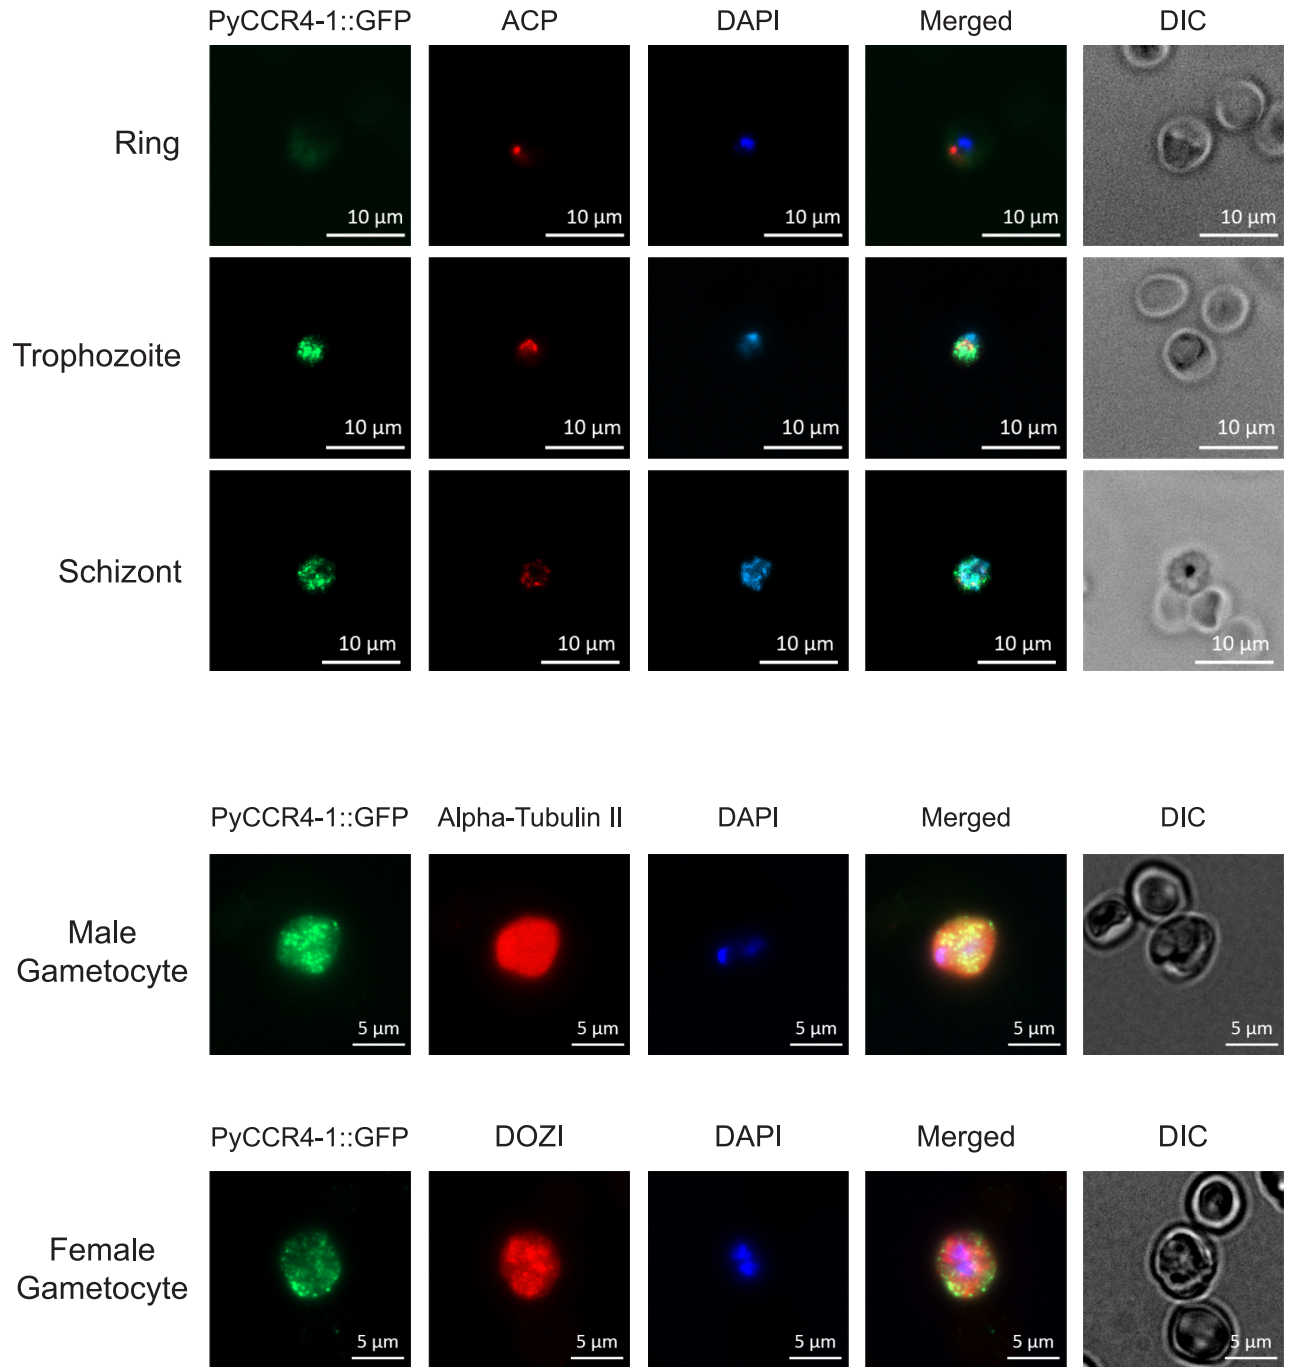 PyCCR4-1::GFP ACP DAPI Merged DIC
Ring
10 µm 10 µm 10 µm 10 µm 10 µm
Trophozoite
10 µm 10 µm 10 µm 10 µm 10 µm
Schizont
10 µm 10 µm 10 µm 10 µm 10 µm
PyCCR4-1::GFP Alpha-Tubulin II DAPI Merged DIC
Male
Gametocyte
5 µm 5 µm 5 µm 5 µm 5 µm
PyCCR4-1::GFP DOZI DAPI Merged DIC
Female
Gametocyte
5 µm 5 µm 5 µm 5 µm 5 µm